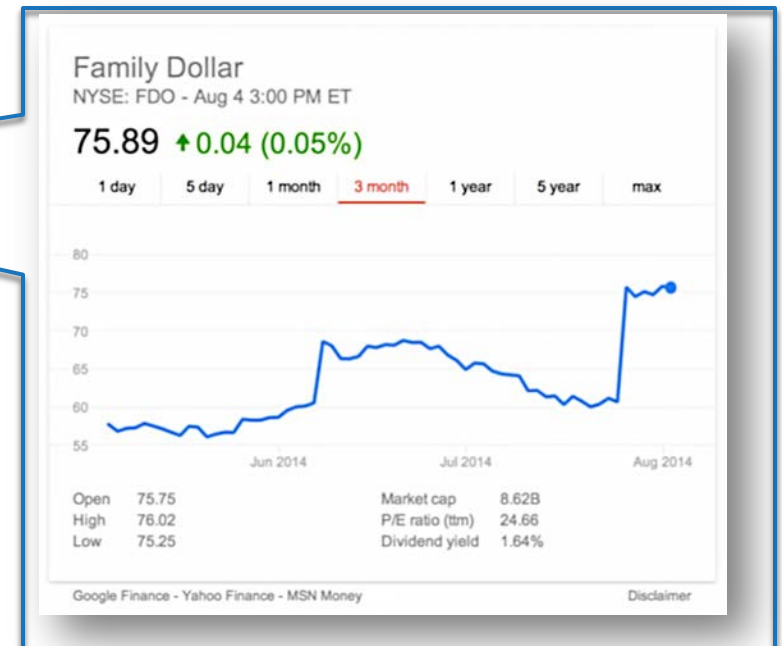 Family Dollar
NYSE: FDO - Aug 4 3:00 PM ET
75.89 ↑0.04 (0.05%)
1 day 5 day 1 month 3 month 1 year 5 year max
80
75
70
65
60
55
Jun 2014 Jul 2014 Aug 2014
Open 75.75 Market cap 8.62B
High 76.02 P/E ratio (ttm) 24.66
Low 75.25 Dividend yield 1.64%
Google Finance - Yahoo Finance - MSN Money Disclaimer